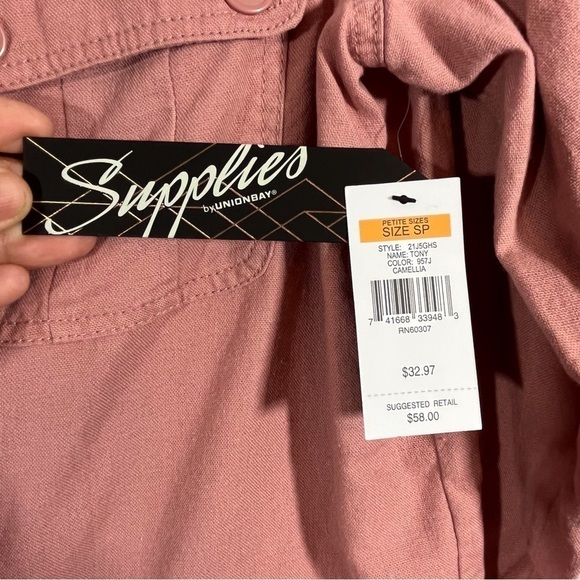 Supplies
by UNIONBAY®
PETITE SIZES
SIZE SP
STYLE: 21J5GHS
NAME: TONY
COLOR: 957J
CAMELLIA
7 41668 33948 3
RN60307
$32.97
SUGGESTED RETAIL
$58.00